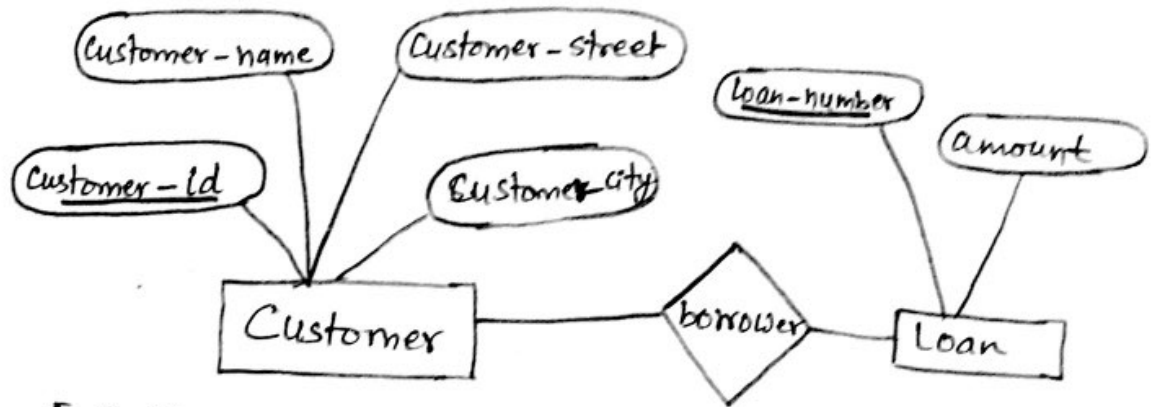 Customer-name
Customer-street
loan-number
amount
Customer-id
Customer-city
Customer
borrower
Loan